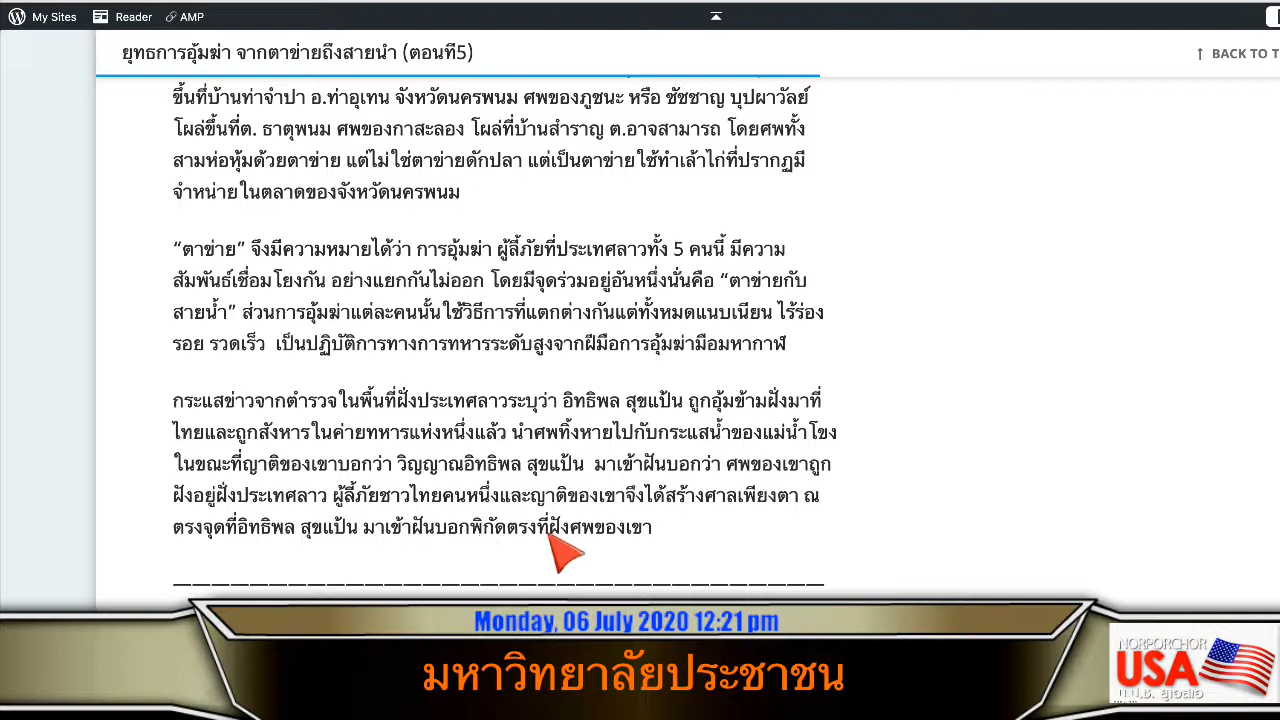 My Sites Reader AMP
ยุทธการอุ้มฆ่า จากตาข่ายถึงสายนำ (ตอนที5)
↑ BACK TO T
ขึ้นที่บ้านท่าจำปา อ.ท่าอุเทน จังหวัดนครพนม ศพของภูชนะ หรือ ชัชชาญ บุปผาวัลย์
โผล่ขึ้นที่ต. ธาตุพนม ศพของกาสะลอง โผล่ที่บ้านสำราญ ต.อาจสามารถ โดยศพทั้ง
สามห่อหุ้มด้วยตาข่าย แต่ไม่ใช่ตาข่ายดักปลา แต่เป็นตาข่ายใช้ทำเล้าไก่ที่ปรากฏมี
จำหน่ายในตลาดของจังหวัดนครพนม
“ตาข่าย” จึงมีความหมายได้ว่า การอุ้มฆ่า ผู้ลี้ภัยที่ประเทศลาวทั้ง 5 คนนี้ มีความ
สัมพันธ์เชื่อมโยงกัน อย่างแยกกันไม่ออก โดยมีจุดร่วมอยู่อันหนึ่งนั่นคือ “ตาข่ายกับ
สายน้ำ” ส่วนการอุ้มฆ่าแต่ละคนนั้นใช้วิธีการที่แตกต่างกันแต่ทั้งหมดแนบเนียน ไร้ร่อง
รอย รวดเร็ว เป็นปฏิบัติการทางการทหารระดับสูงจากฝีมือการอุ้มฆ่ามือมหากาฬ
กระแสข่าวจากตำรวจในพื้นที่ฝั่งประเทศลาวระบุว่า อิทธิพล สุขแป้น ถูกอุ้มข้ามฝั่งมาที่
ไทยและถูกสังหารในค่ายทหารแห่งหนึ่งแล้ว นำศพทิ้งหายไปกับกระแสน้ำของแม่น้ำโขง
ในขณะที่ญาติของเขาบอกว่า วิญญาณอิทธิพล สุขแป้น มาเข้าฝันบอกว่า ศพของเขาถูก
ฝังอยู่ฝั่งประเทศลาว ผู้ลี้ภัยชาวไทยคนหนึ่งและญาติของเขาจึงได้สร้างศาลเพียงตา ณ
ตรงจุดที่อิทธิพล สุขแป้น มาเข้าฝันบอกพิกัดตรงที่ฝังศพของเขา
Monday, 06 July 2020 12:21 pm
มหาวิทยาลัยประชาชน
NORPORCHOR
USA
น.ป.ช. ยูเอสเอ